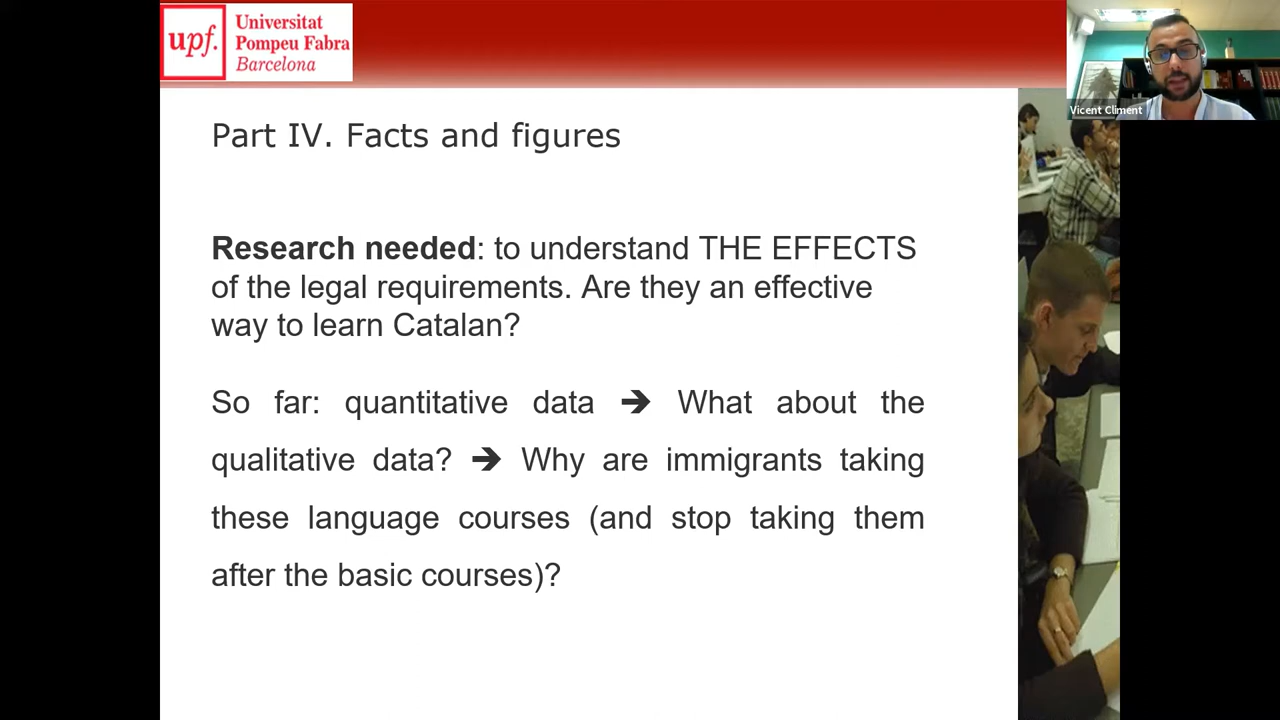 upf.
Universitat
Pompeu Fabra
Barcelona
Vicent Climent
Part IV. Facts and figures
Research needed: to understand THE EFFECTS
of the legal requirements. Are they an effective
way to learn Catalan?
So far: quantitative data ➔ What about the
qualitative data? ➔ Why are immigrants taking
these language courses (and stop taking them
after the basic courses)?